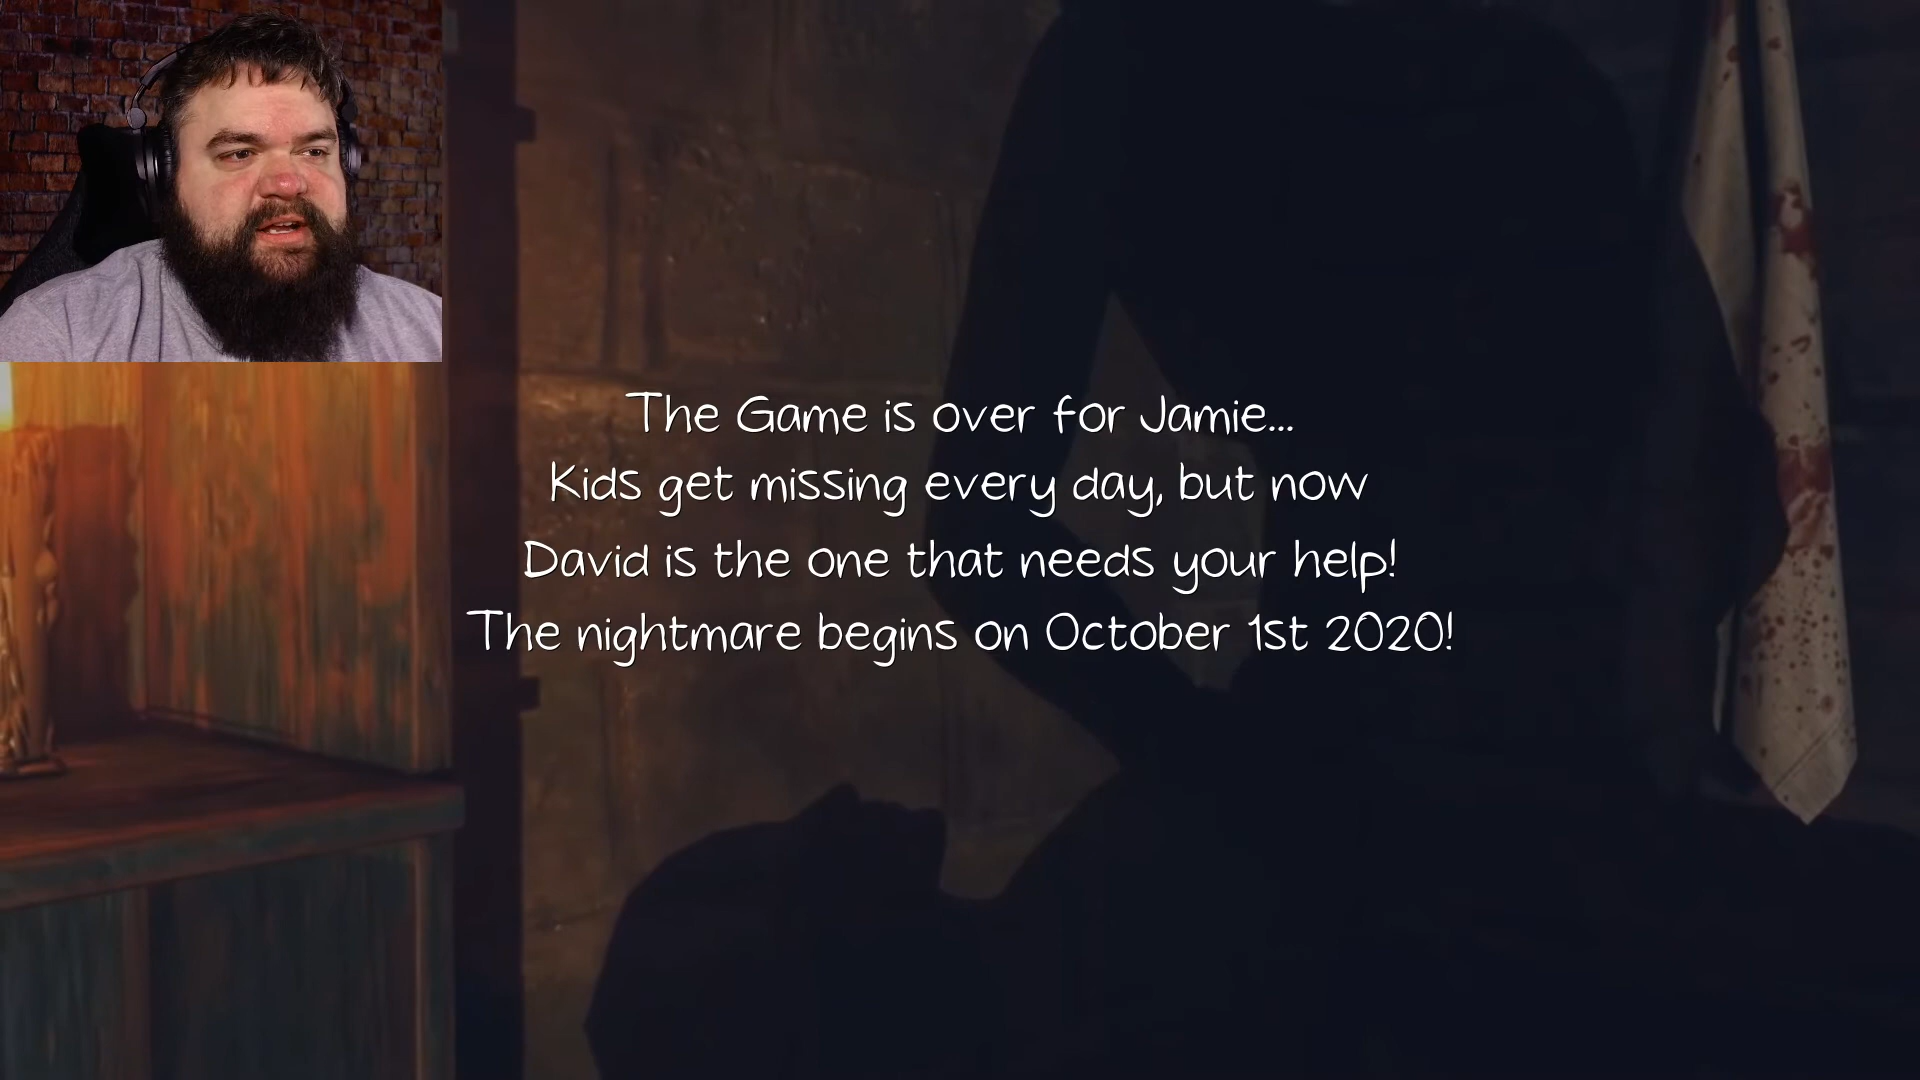 The Game is over for Jamie...
Kids get missing every day, but now
David is the one that needs your help!
The nightmare begins on October 1st 2020!